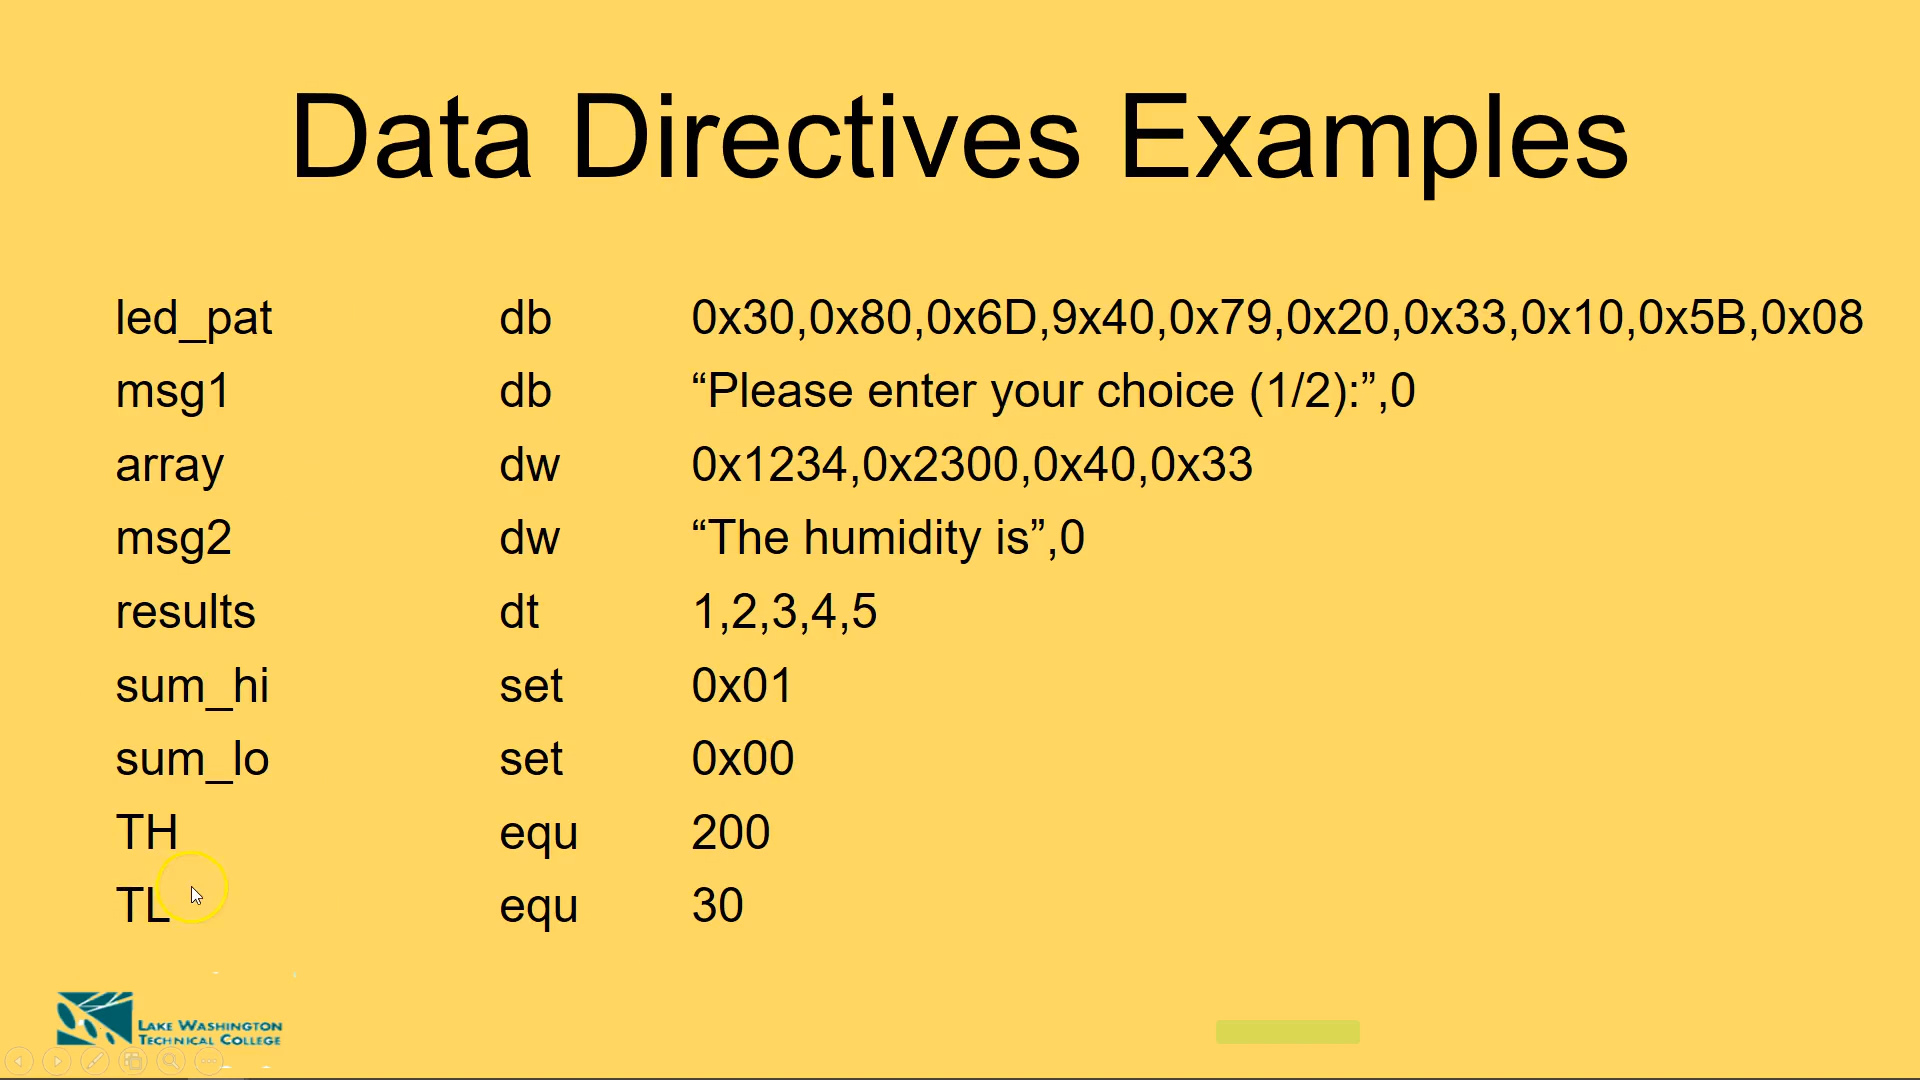 Data Directives Examples
led_pat db 0x30,0x80,0x6D,9x40,0x79,0x20,0x33,0x10,0x5B,0x08
msg1 db “Please enter your choice (1/2):”,0
array dw 0x1234,0x2300,0x40,0x33
msg2 dw “The humidity is”,0
results dt 1,2,3,4,5
sum_hi set 0x01
sum_lo set 0x00
TH equ 200
TL equ 30
LAKE WASHINGTON
TECHNICAL COLLEGE